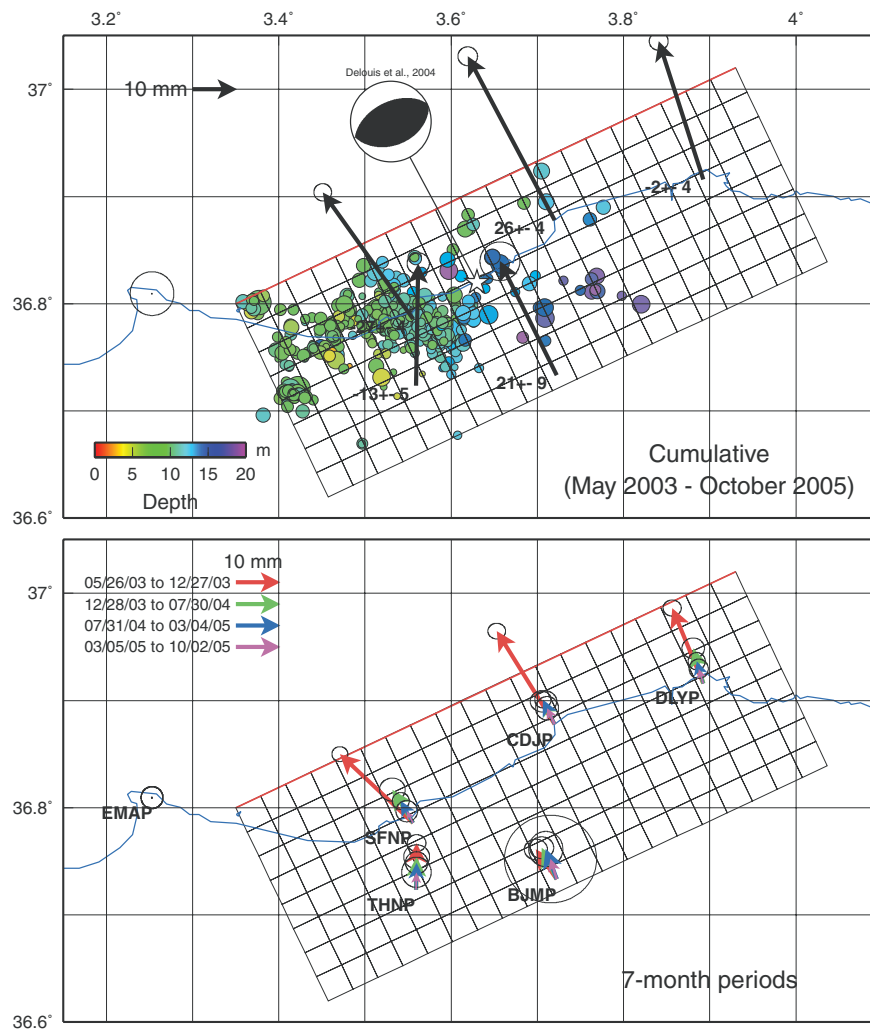 3.2˚ 3.4˚ 3.6˚ 3.8˚ 4˚
Delouis et al., 2004
37˚
10 mm
-2+- 4
26+- 4
36.8˚
-13+- 5
21+- 9
m
0 5 10 15 20
Depth
Cumulative
(May 2003 - October 2005)
36.6˚
10 mm
05/26/03 to 12/27/03
12/28/03 to 07/30/04
07/31/04 to 03/04/05
03/05/05 to 10/02/05
37˚
DLYP
CDJP
36.8˚
EMAP
SFNP
THNP
BJMP
7-month periods
36.6˚